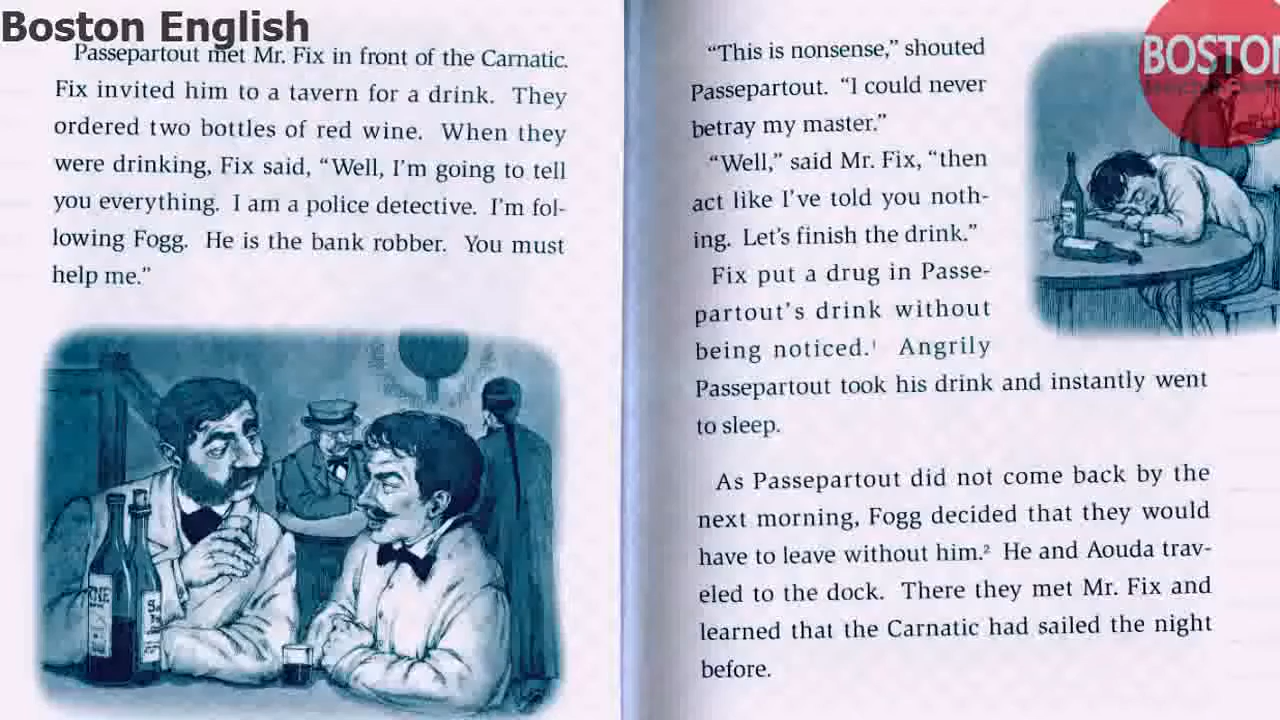 Boston English
Passepartout met Mr. Fix in front of the Carnatic.
Fix invited him to a tavern for a drink. They
ordered two bottles of red wine. When they
were drinking, Fix said, “Well, I’m going to tell
you everything. I am a police detective. I’m fol-
lowing Fogg. He is the bank robber. You must
help me.”
“This is nonsense,” shouted
Passepartout. “I could never
betray my master.”
“Well,” said Mr. Fix, “then
act like I’ve told you noth-
ing. Let’s finish the drink.”
Fix put a drug in Passe-
partout’s drink without
being noticed.¹ Angrily
Passepartout took his drink and instantly went
to sleep.
As Passepartout did not come back by the
next morning, Fogg decided that they would
have to leave without him.² He and Aouda trav-
eled to the dock. There they met Mr. Fix and
learned that the Carnatic had sailed the night
before.
BOSTON